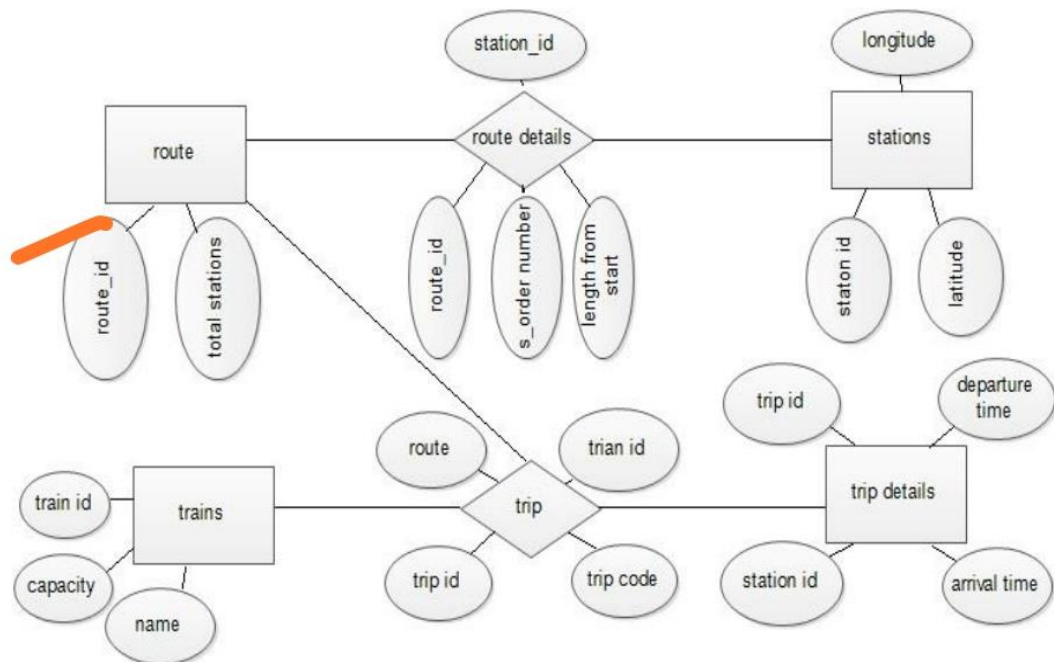 station_id
longitude
route
route details
stations
route_id
total stations
route_id
s_order number
length from
start
staton id
latitude
trip id
departure
time
route
trian id
train id
trains
trip
trip details
capacity
trip id
trip code
station id
arrival time
name